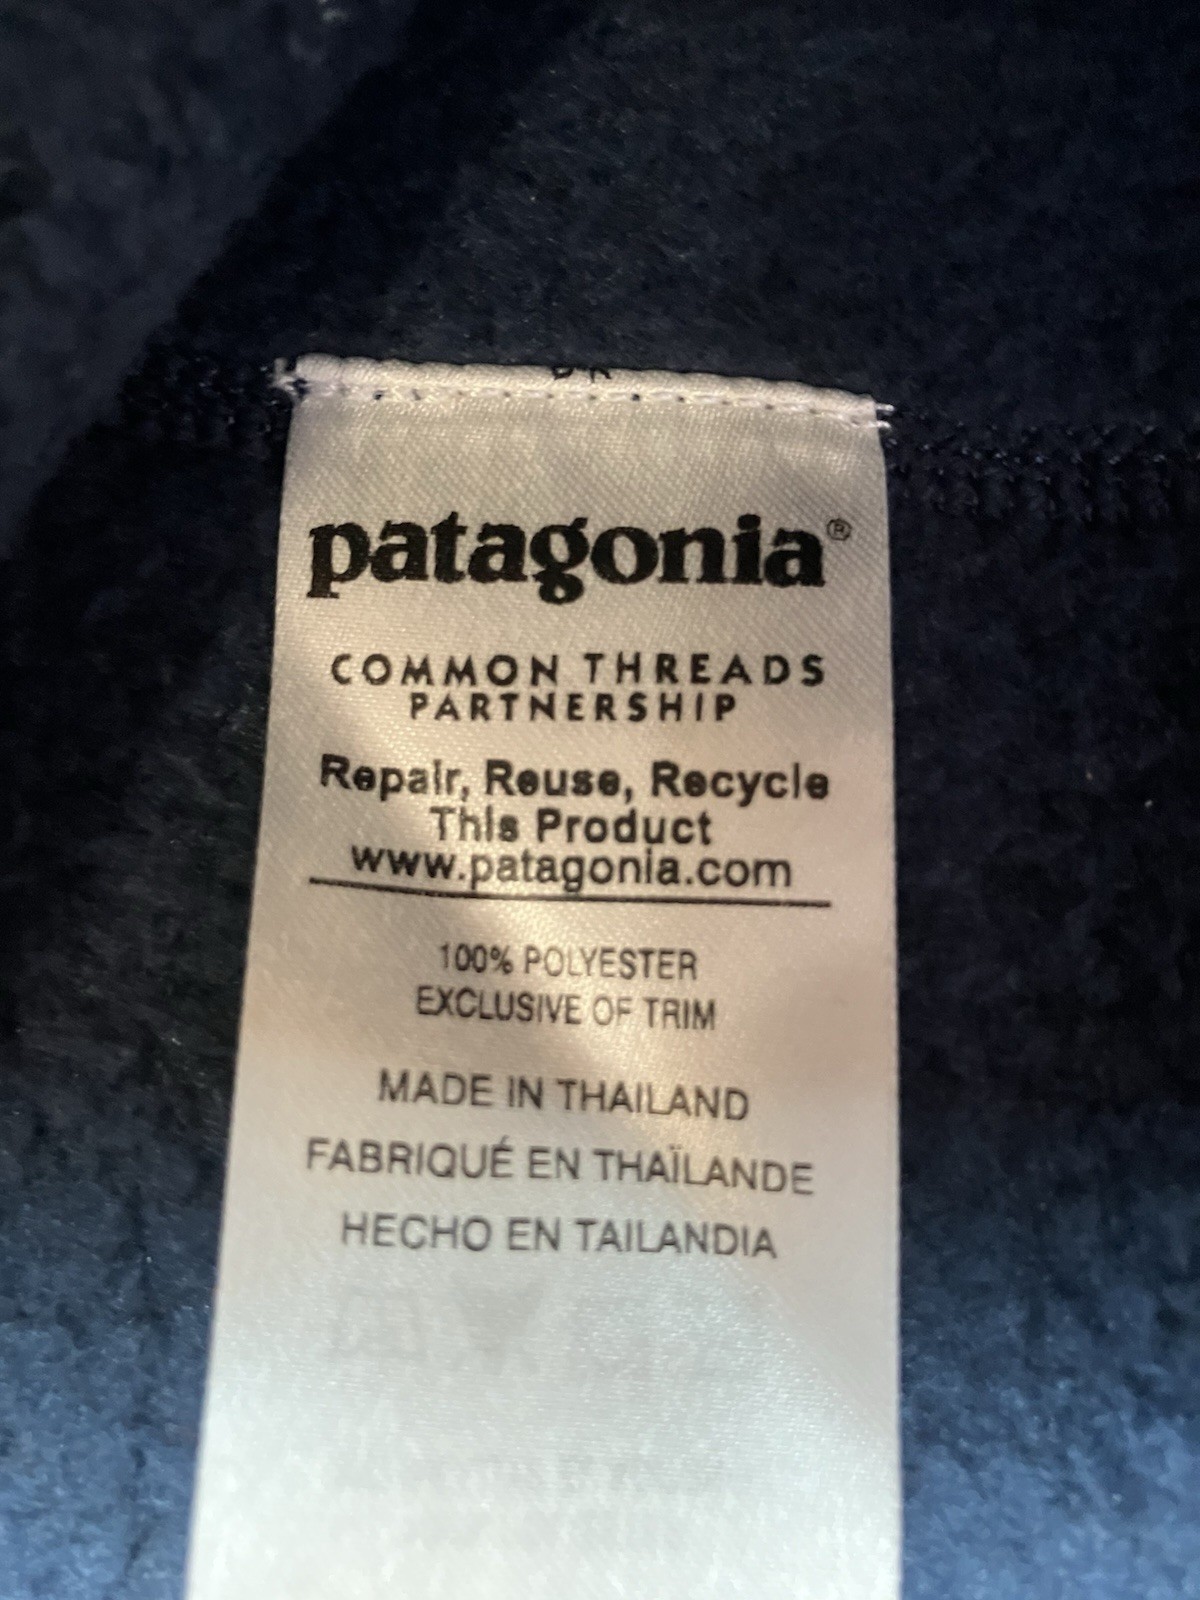 patagonia®
COMMON THREADS
PARTNERSHIP
Repair, Reuse, Recycle
This Product
www.patagonia.com
100% POLYESTER
EXCLUSIVE OF TRIM
MADE IN THAILAND
FABRIQUÉ EN THAÏLANDE
HECHO EN TAILANDIA